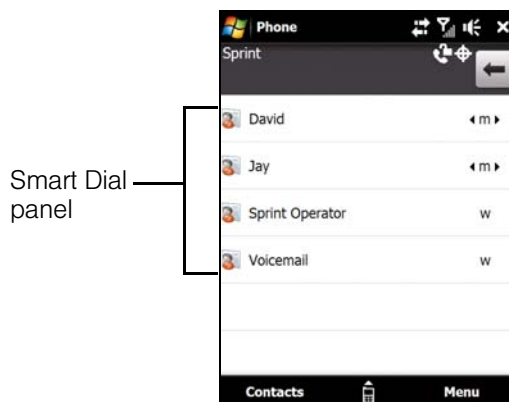 Phone
Sprint
David m
Jay m
Sprint Operator w
Voicemail w
Smart Dial
panel
Contacts Menu